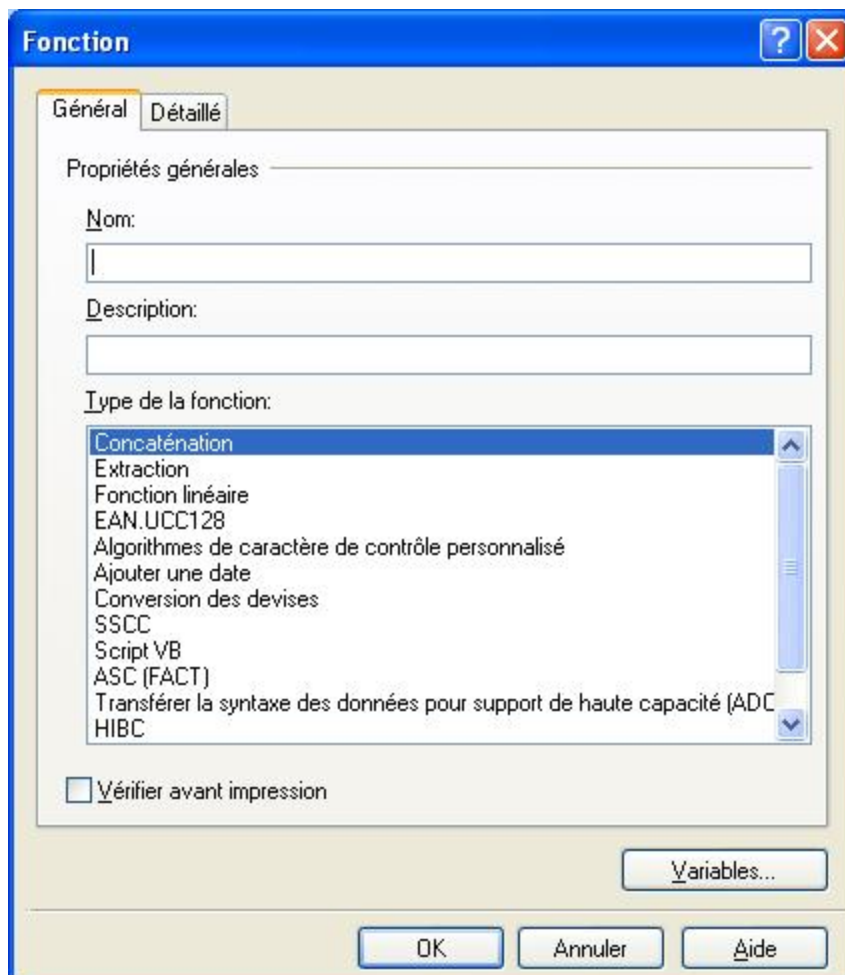 Fonction
Général Détaillé
Propriétés générales
Nom:
Description:
Type de la fonction:
Concaténation
Extraction
Fonction linéaire
EAN.UCC128
Algorithmes de caractère de contrôle personnalisé
Ajouter une date
Conversion des devises
SSCC
Script VB
ASC (FACT)
Transférer la syntaxe des données pour support de haute capacité (ADC
HIBC
Vérifier avant impression
Variables...
OK Annuler Aide